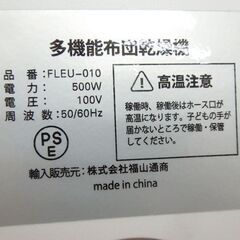 多機能布団乾燥機
品番:FLEU-010
電力: 500W
電圧: 100V
周波数:50/60Hz
PS
E
高温注意
稼働時、稼働後はホース口が
高温になります。子どもの手が
届かないところで稼働・保管
してください。
輸入販売元:株式会社福山通商
made in china